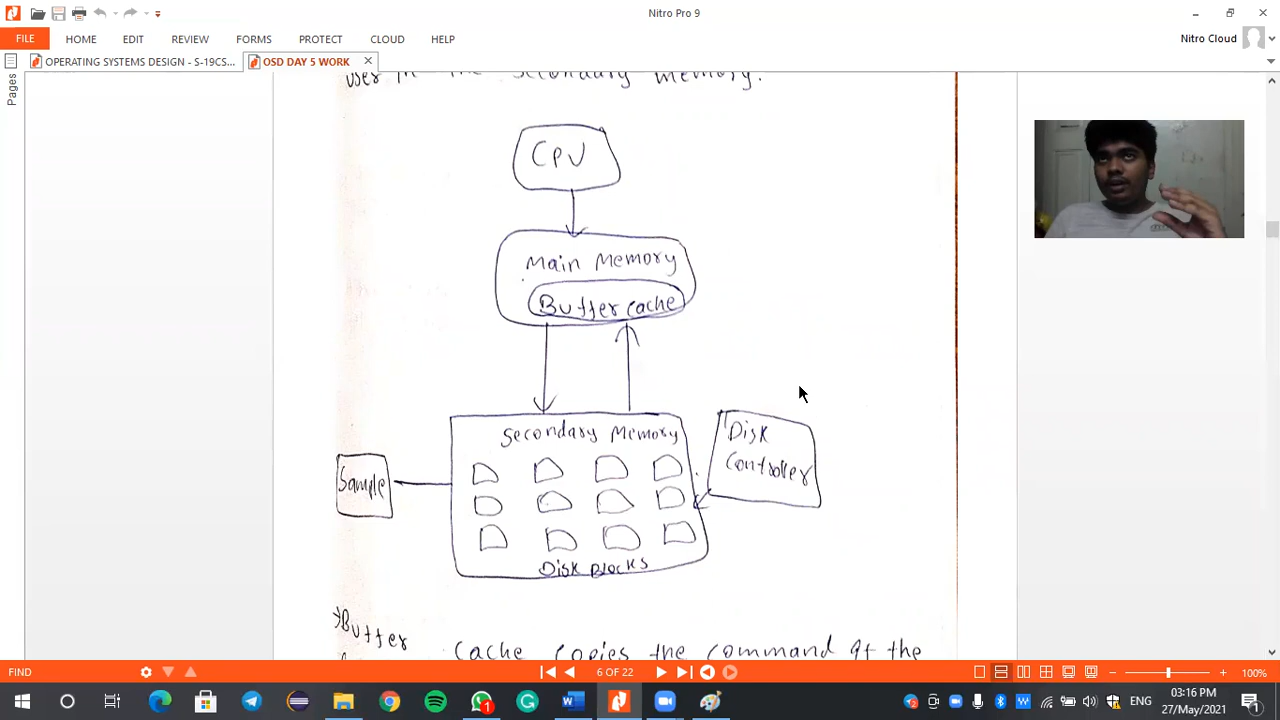 Nitro Pro 9
FILE HOME EDIT REVIEW FORMS PROTECT CLOUD HELP
Nitro Cloud
OPERATING SYSTEMS DESIGN - S-19CS...
OSD DAY 5 WORK
Pages
user in the secondary memory.
CPU
Main Memory
Buffer cache
Secondary Memory
Disk
Controller
Sample
Disk Blocks
Buffer
Cache copies the command of the
FIND
6 OF 22
100%
W
ENG
03:16 PM
27/May/2021